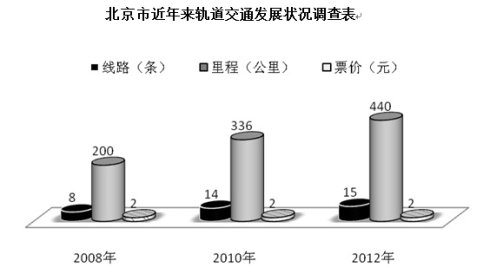 北京市近年来轨道交通发展状况调查表
线路（条） 里程（公里） 票价（元）
8 200 2 14 336 2 15 440 2
2008年 2010年 2012年